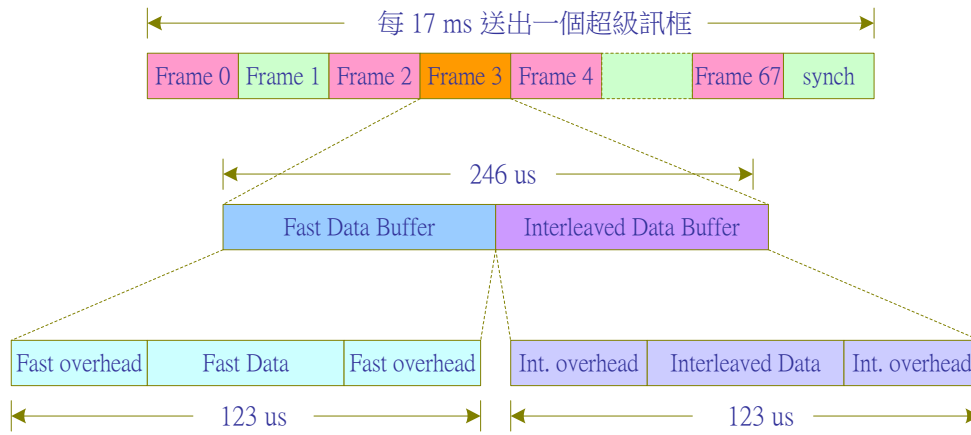 每 17 ms 送出一個超級訊框
Frame 0 Frame 1 Frame 2 Frame 3 Frame 4 Frame 67 synch
246 us
Fast Data Buffer Interleaved Data Buffer
Fast overhead Fast Data Fast overhead Int. overhead Interleaved Data Int. overhead
123 us 123 us